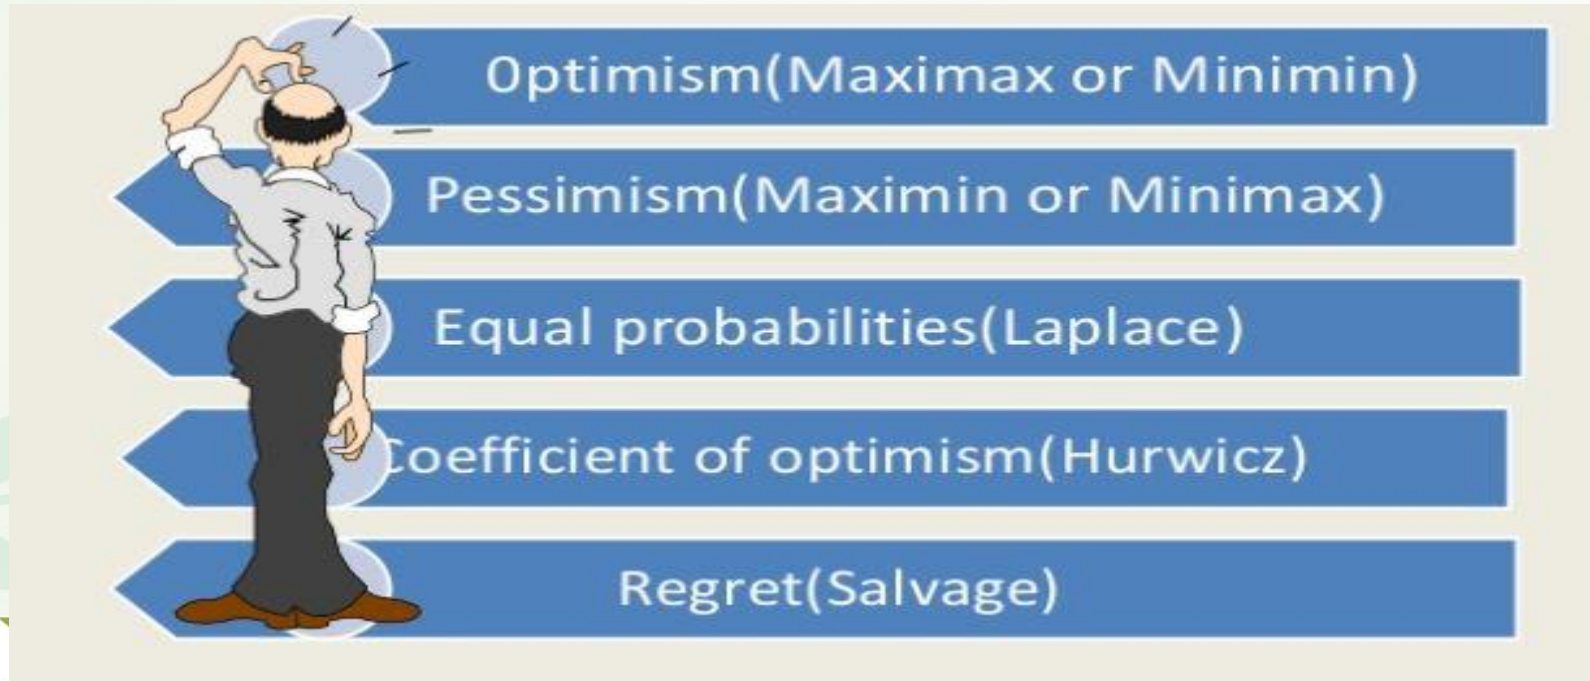 0ptimism(Maximax or Minimin)
Pessimism(Maximin or Minimax)
Equal probabilities(Laplace)
Coefficient of optimism(Hurwicz)
Regret(Salvage)